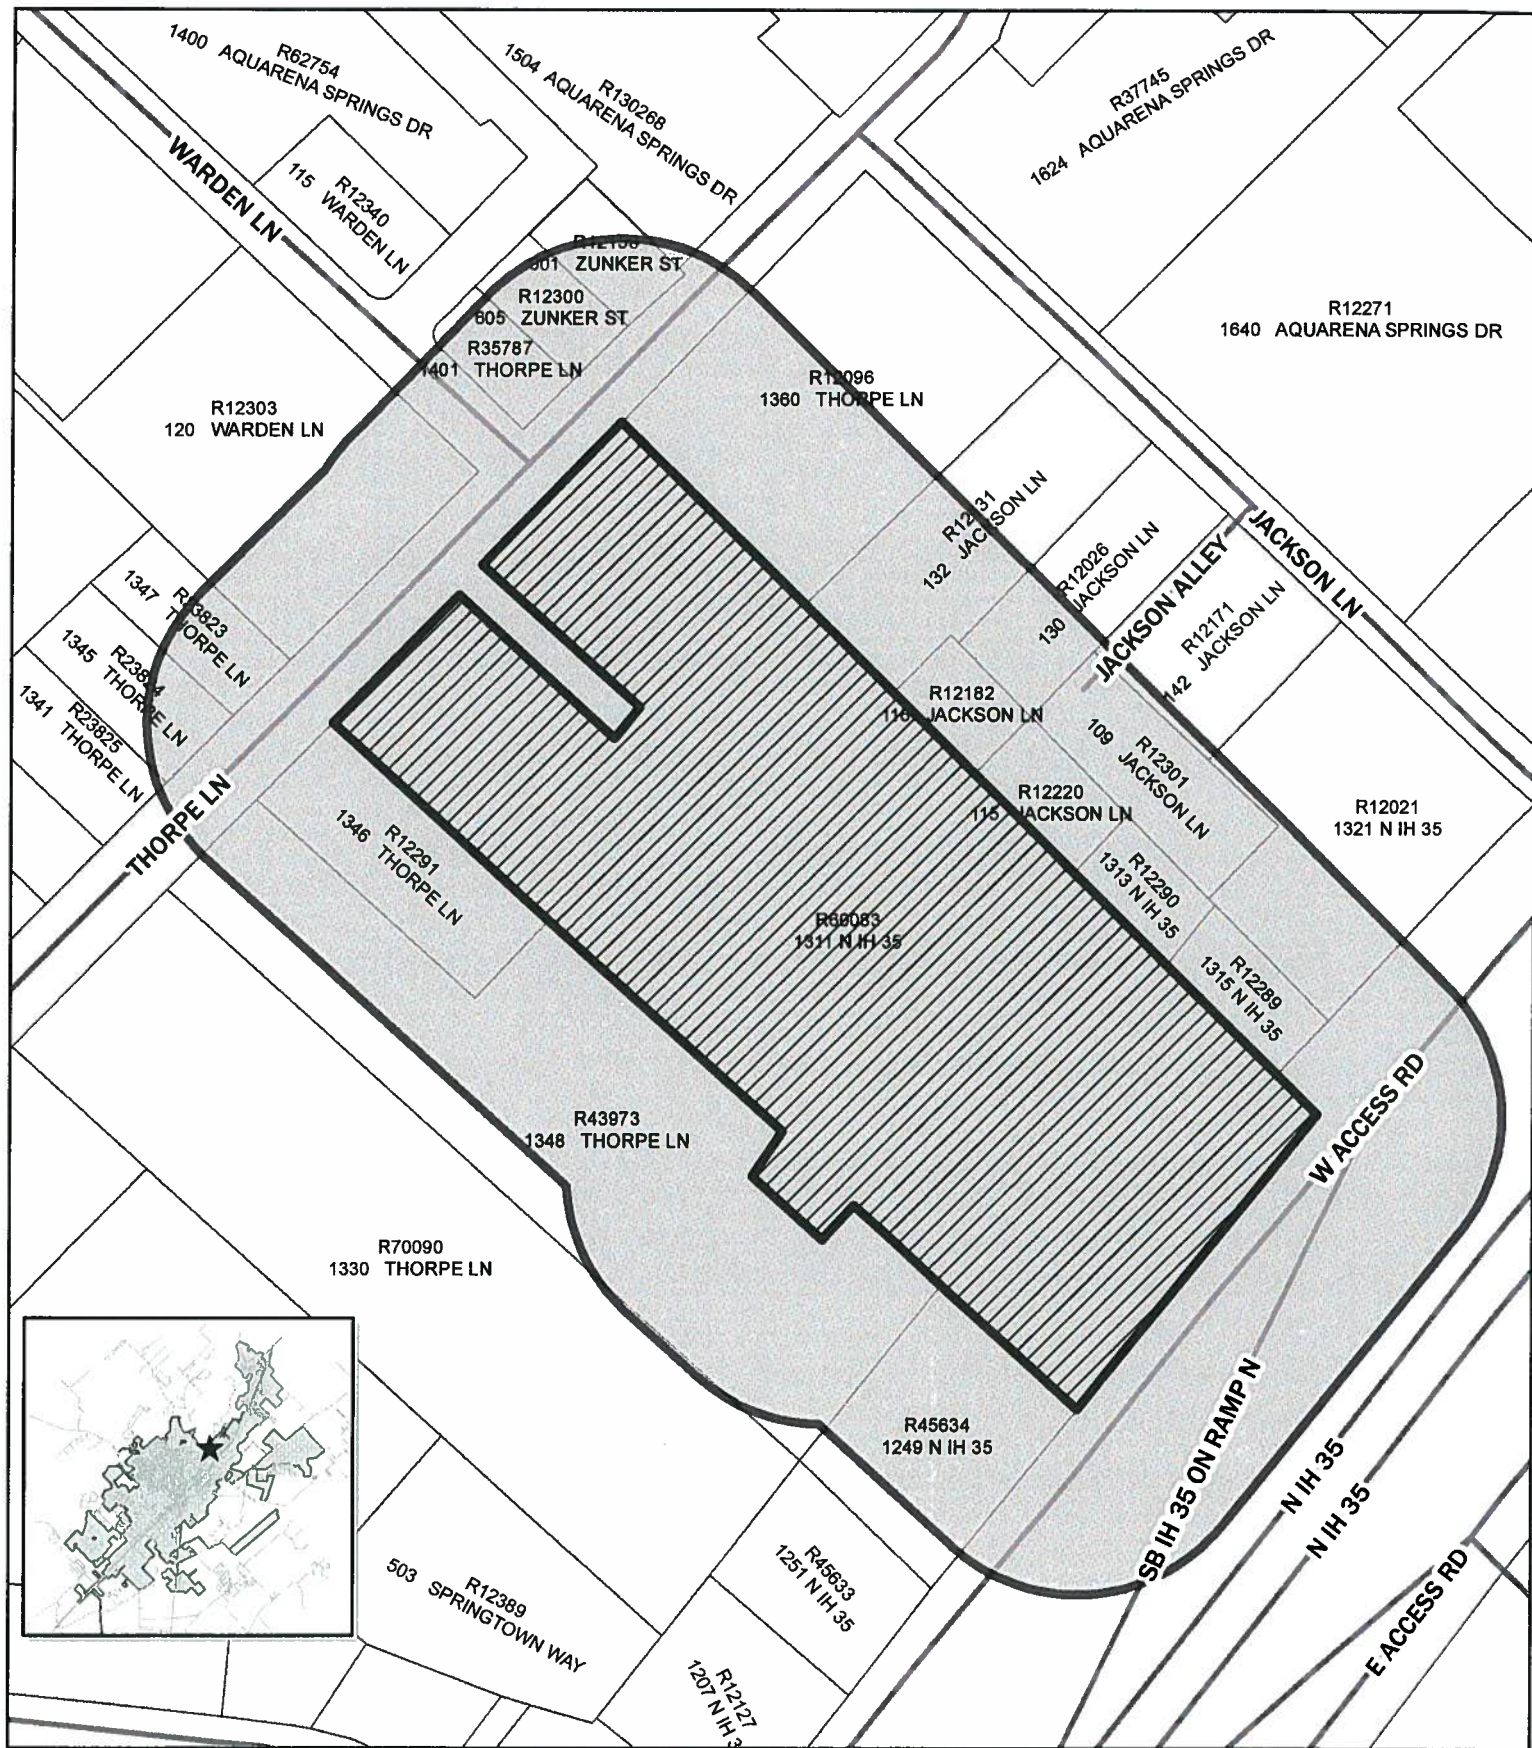 R62754
1400 AQUARENA SPRINGS DR
R130268
1504 AQUARENA SPRINGS DR
R37745
1624 AQUARENA SPRINGS DR
WARDEN LN
R12340
115 WARDEN LN
ZUNKER ST
R12300
605 ZUNKER ST
R35787
1401 THORPE LN
R12271
1640 AQUARENA SPRINGS DR
R12096
1360 THORPE LN
R12303
120 WARDEN LN
132 JACKSON LN
R12026
130 JACKSON LN
JACKSON ALLEY
JACKSON LN
R12171
142 JACKSON LN
R23823
1347 THORPE LN
R23824
1345 THORPE LN
R23825
1341 THORPE LN
R12182
JACKSON LN
R12301
109 JACKSON LN
R12220
115 JACKSON LN
R12021
1321 N IH 35
THORPE LN
R12291
1346 THORPE LN
R12290
1313 N IH 35
1311 N IH 35
R12289
1315 N IH 35
W ACCESS RD
R43973
1348 THORPE LN
R70090
1330 THORPE LN
R45634
1249 N IH 35
SB IH 35 ON RAMP N
N IH 35
N IH 35
E ACCESS RD
R45633
1251 N IH 35
R12389
503 SPRINGTOWN WAY
R12127
1207 N IH 3